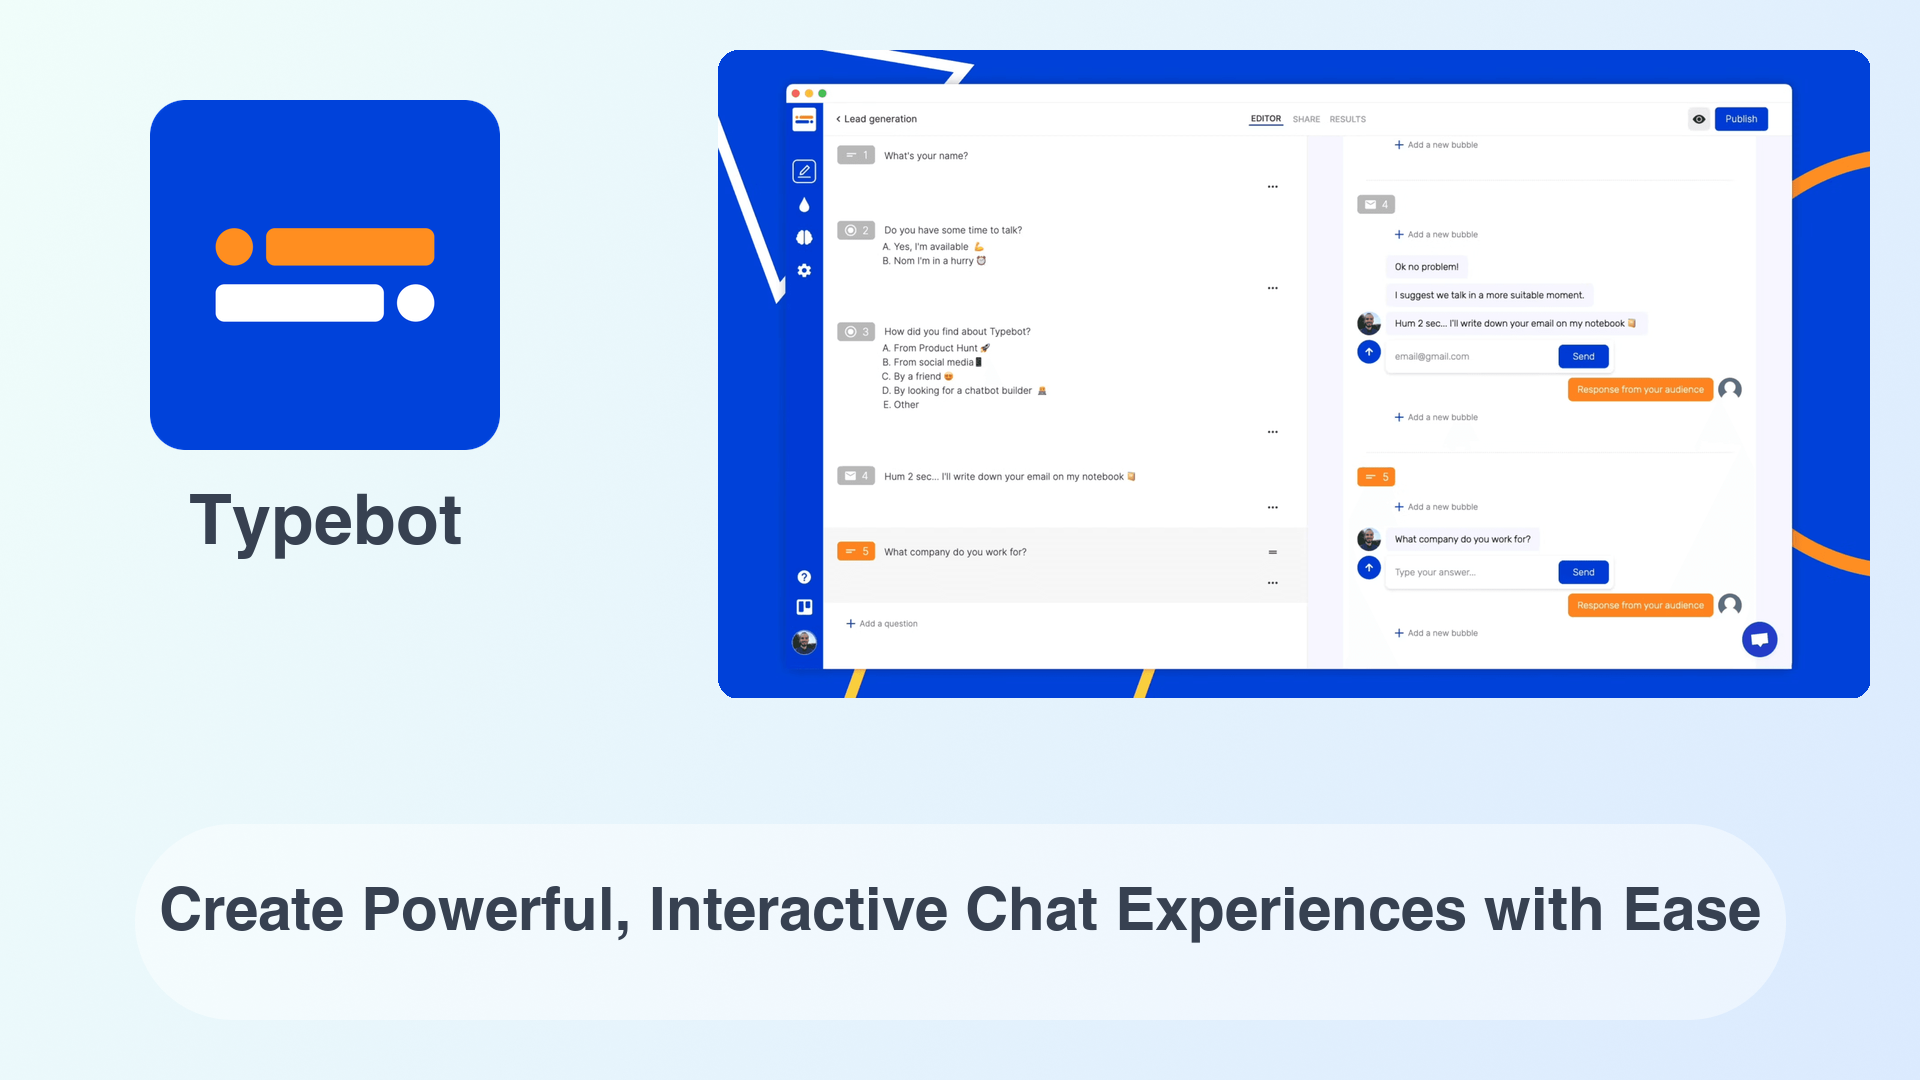 Typebot
Lead generation
EDITOR SHARE RESULTS
Publish
1 What's your name?
2 Do you have some time to talk?
A. Yes, I'm available 💪
B. Nom I'm in a hurry ⏰
3 How did you find about Typebot?
A. From Product Hunt 🚀
B. From social media📱
C. By a friend 😍
D. By looking for a chatbot builder
E. Other
4 Hum 2 sec... I'll write down your email on my notebook 📔
5 What company do you work for?
+ Add a question
+ Add a new bubble
4
+ Add a new bubble
Ok no problem!
I suggest we talk in a more suitable moment.
Hum 2 sec... I'll write down your email on my notebook 📔
email@gmail.com
Send
Response from your audience
+ Add a new bubble
5
+ Add a new bubble
What company do you work for?
Type your answer...
Send
Response from your audience
+ Add a new bubble
Create Powerful, Interactive Chat Experiences with Ease